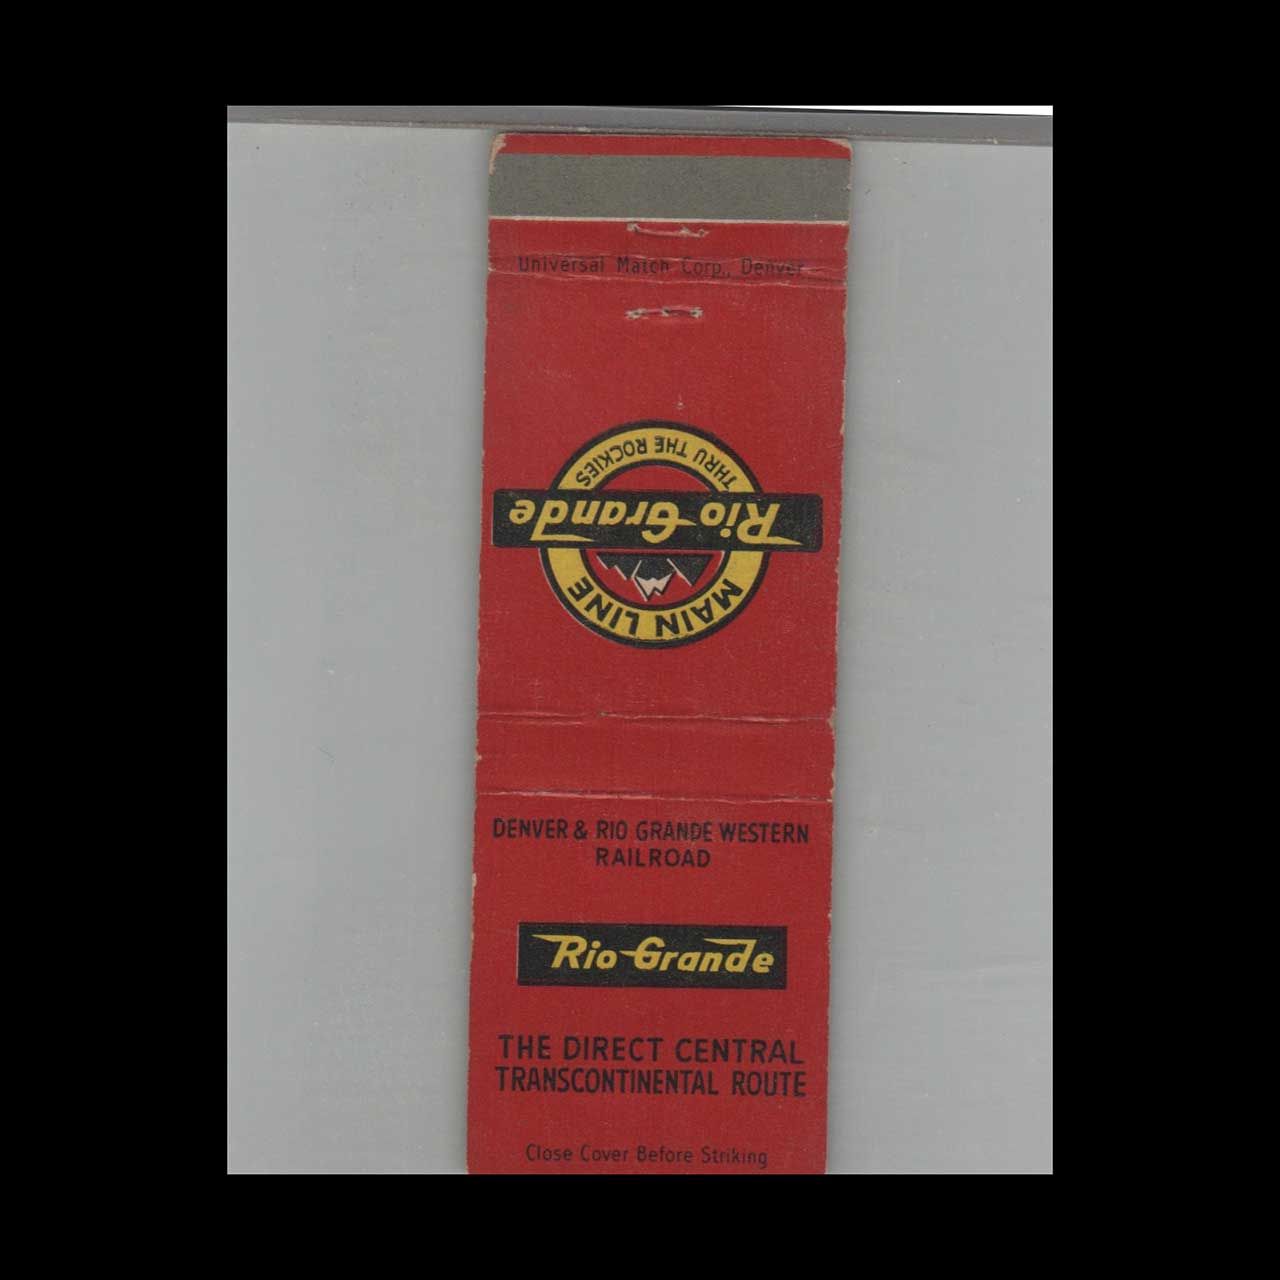 Universal Match Corp., Denver
MAIN LINE
Rio Grande
THRU THE ROCKIES
DENVER & RIO GRANDE WESTERN
RAILROAD
Rio Grande
THE DIRECT CENTRAL
TRANSCONTINENTAL ROUTE
Close Cover Before Striking